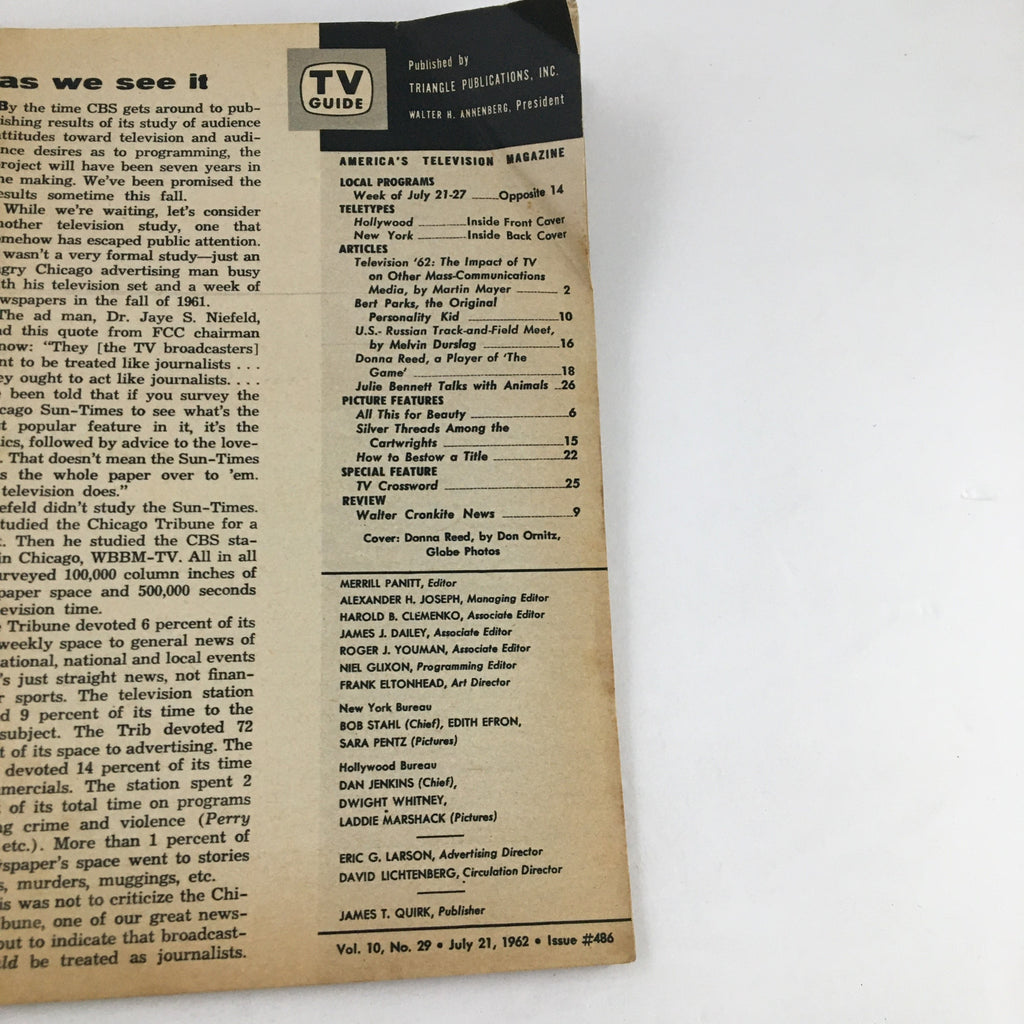 as we see it
By the time CBS gets around to pub-
ishing results of its study of audience
attitudes toward television and audi-
nce desires as to programming, the
roject will have been seven years in
he making. We've been promised the
esults sometime this fall.
While we're waiting, let's consider
nother television study, one that
mehow has escaped public attention.
wasn't a very formal study—just an
gry Chicago advertising man busy
th his television set and a week of
wspapers in the fall of 1961.
The ad man, Dr. Jaye S. Niefeld,
d this quote from FCC chairman
now: "They [the TV broadcasters]
nt to be treated like journalists . . .
ey ought to act like journalists. . . .
been told that if you survey the
cago Sun-Times to see what's the
t popular feature in it, it's the
ics, followed by advice to the love-
. That doesn't mean the Sun-Times
s the whole paper over to 'em.
television does."
efeld didn't study the Sun-Times.
tudied the Chicago Tribune for a
. Then he studied the CBS sta-
in Chicago, WBBM-TV. All in all
urveyed 100,000 column inches of
paper space and 500,000 seconds
evision time.
Tribune devoted 6 percent of its
weekly space to general news of
ational, national and local events
's just straight news, not finan-
r sports. The television station
d 9 percent of its time to the
subject. The Trib devoted 72
t of its space to advertising. The
devoted 14 percent of its time
mercials. The station spent 2
of its total time on programs
ng crime and violence (Perry
etc.). More than 1 percent of
spaper's space went to stories
s, murders, muggings, etc.
is was not to criticize the Chi-
bune, one of our great news-
but to indicate that broadcast-
ld be treated as journalists.
TV
GUIDE
Published by
TRIANGLE PUBLICATIONS, INC.
WALTER H. ANNENBERG, President
AMERICA'S TELEVISION MAGAZINE
LOCAL PROGRAMS
Week of July 21-27 Opposite 14
TELETYPES
Hollywood Inside Front Cover
New York Inside Back Cover
ARTICLES
Television '62: The Impact of TV
on Other Mass-Communications
Media, by Martin Mayer 2
Bert Parks, the Original
Personality Kid 10
U.S.- Russian Track-and-Field Meet,
by Melvin Durslag 16
Donna Reed, a Player of 'The
Game' 18
Julie Bennett Talks with Animals 26
PICTURE FEATURES
All This for Beauty 6
Silver Threads Among the
Cartwrights 15
How to Bestow a Title 22
SPECIAL FEATURE
TV Crossword 25
REVIEW
Walter Cronkite News 9
Cover: Donna Reed, by Don Ornitz,
Globe Photos
MERRILL PANITT, Editor
ALEXANDER H. JOSEPH, Managing Editor
HAROLD B. CLEMENKO, Associate Editor
JAMES J. DAILEY, Associate Editor
ROGER J. YOUMAN, Associate Editor
NIEL GLIXON, Programming Editor
FRANK ELTONHEAD, Art Director
New York Bureau
BOB STAHL (Chief), EDITH EFRON,
SARA PENTZ (Pictures)
Hollywood Bureau
DAN JENKINS (Chief),
DWIGHT WHITNEY,
LADDIE MARSHACK (Pictures)
ERIC G. LARSON, Advertising Director
DAVID LICHTENBERG, Circulation Director
JAMES T. QUIRK, Publisher
Vol. 10, No. 29 • July 21, 1962 • Issue #486